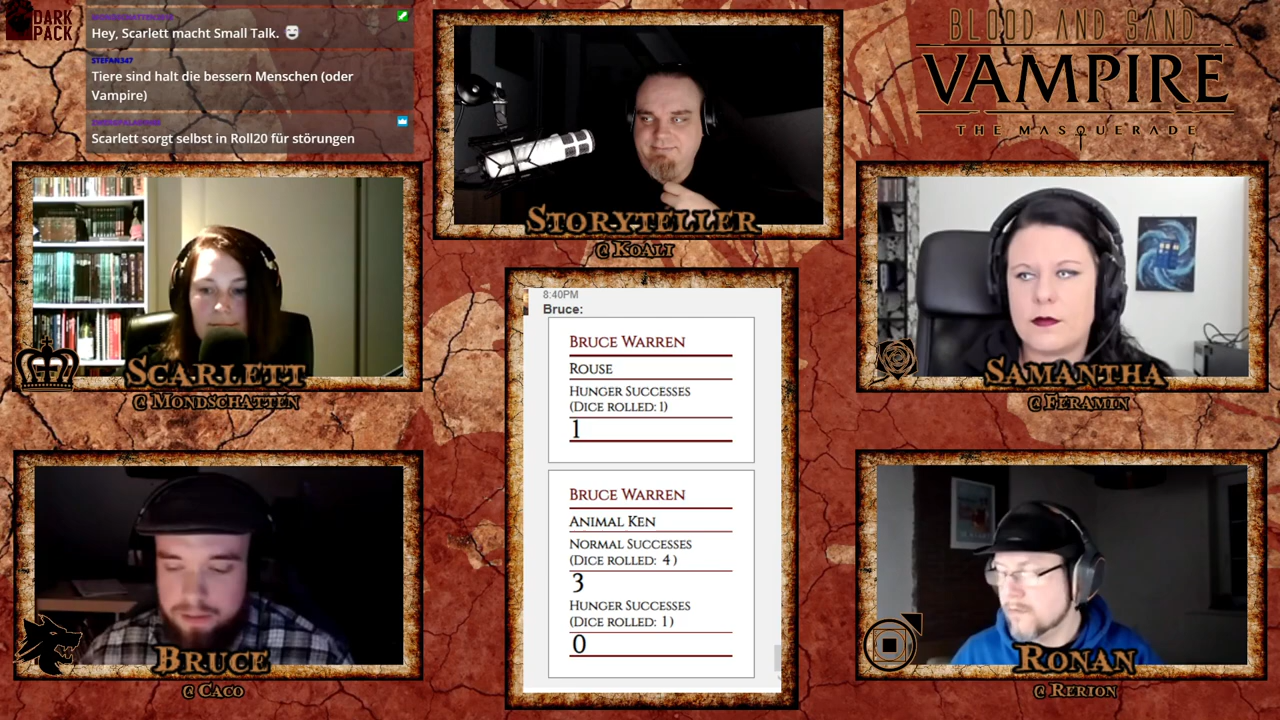 DARK
PACK
Hey, Scarlett macht Small Talk.
STEFAN347
Tiere sind halt die bessern Menschen (oder
Vampire)
Scarlett sorgt selbst in Roll20 für störungen
BLOOD AND SAND
VAMPIRE
THE MASQUERADE
STORYTELLER
@ KOALI
SCARLETT
@ MONDSCHATTEN
SAMANTHA
@ FERAMIN
8:40PM
Bruce:
BRUCE WARREN
ROUSE
HUNGER SUCCESSES
(DICE ROLLED: 1)
1
BRUCE WARREN
ANIMAL KEN
NORMAL SUCCESSES
(DICE ROLLED: 4 )
3
HUNGER SUCCESSES
(DICE ROLLED: 1 )
0
BRUCE
@ CACO
RONAN
@ RERION